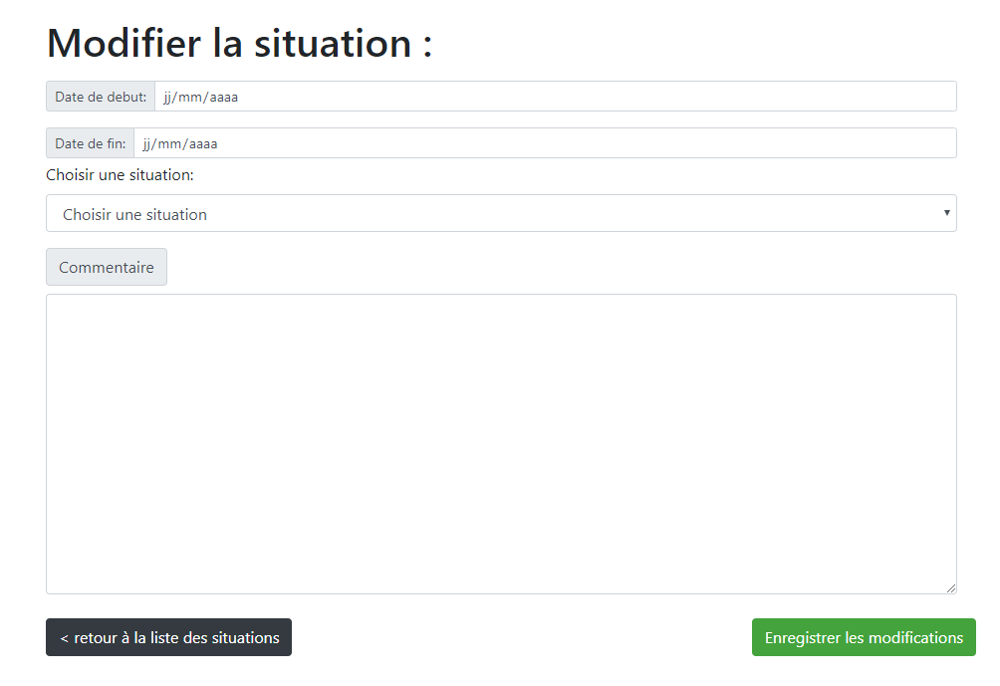 Modifier la situation :
Date de debut: jj/mm/aaaa
Date de fin: jj/mm/aaaa
Choisir une situation:
Choisir une situation
Commentaire
< retour à la liste des situations Enregistrer les modifications